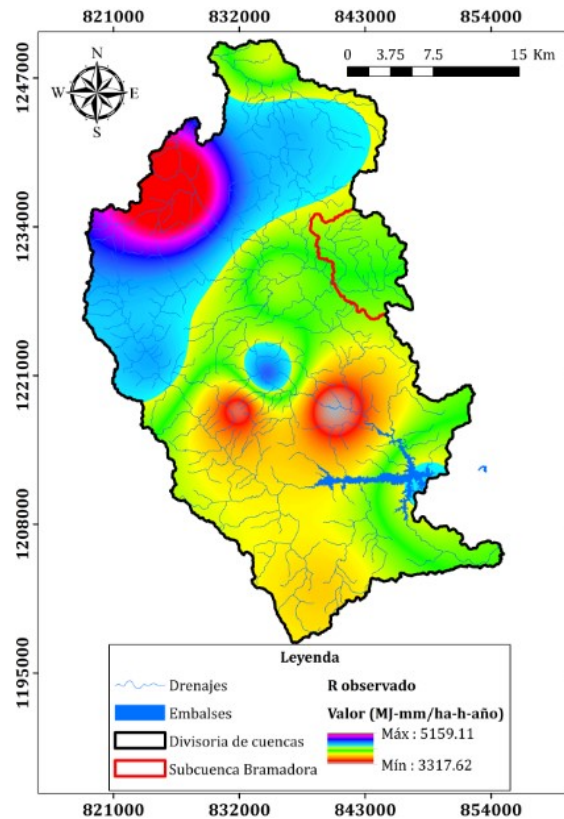 821000 832000 843000 854000
0 3.75 7.5 15 Km
N
W E
S
1247000
1234000
1221000
1208000
1195000
Leyenda
Drenajes
Embalses
Divisoria de cuencas
Subcuenca Bramadora
R observado
Valor (MJ-mm/ha-h-año)
Máx : 5159.11
Mín : 3317.62
821000 832000 843000 854000